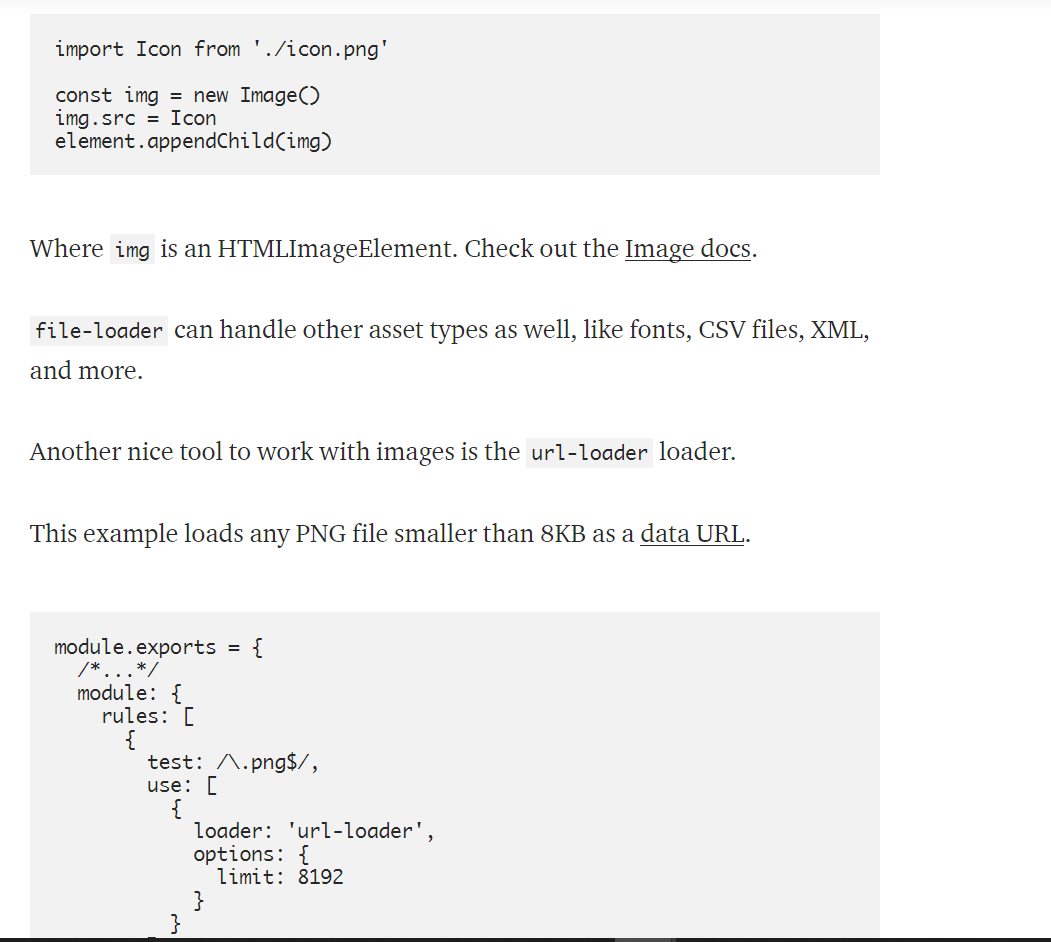 import Icon from './icon.png'
const img = new Image()
img.src = Icon
element.appendChild(img)
Where img is an HTMLImageElement. Check out the Image docs.
file-loader can handle other asset types as well, like fonts, CSV files, XML,
and more.
Another nice tool to work with images is the url-loader loader.
This example loads any PNG file smaller than 8KB as a data URL.
module.exports = {
  /*...*/
  module: {
    rules: [
      {
        test: /\.png$/,
        use: [
          {
            loader: 'url-loader',
            options: {
              limit: 8192
            }
          }